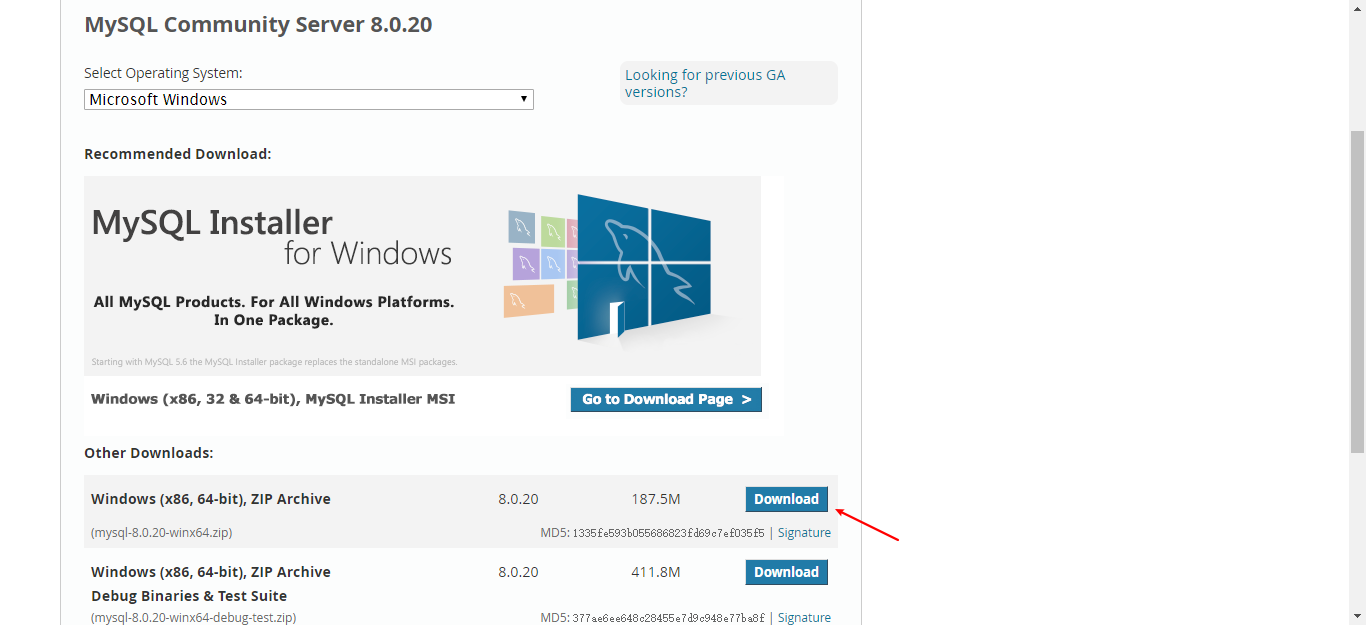 MySQL Community Server 8.0.20
Select Operating System:
Looking for previous GA
versions?
Microsoft Windows
Recommended Download:
MySQL Installer
for Windows
All MySQL Products. For All Windows Platforms.
In One Package.
Starting with MySQL 5.6 the MySQL Installer package replaces the standalone MSI packages.
Windows (x86, 32 & 64-bit), MySQL Installer MSI
Go to Download Page >
Other Downloads:
Windows (x86, 64-bit), ZIP Archive 8.0.20 187.5M Download
(mysql-8.0.20-winx64.zip) MD5: 1335fe593b055686823fd69c7ef035f5 | Signature
Windows (x86, 64-bit), ZIP Archive 8.0.20 411.8M Download
Debug Binaries & Test Suite
(mysql-8.0.20-winx64-debug-test.zip) MD5: 377ae6ee648c28455e7d9c948e77ba8f | Signature